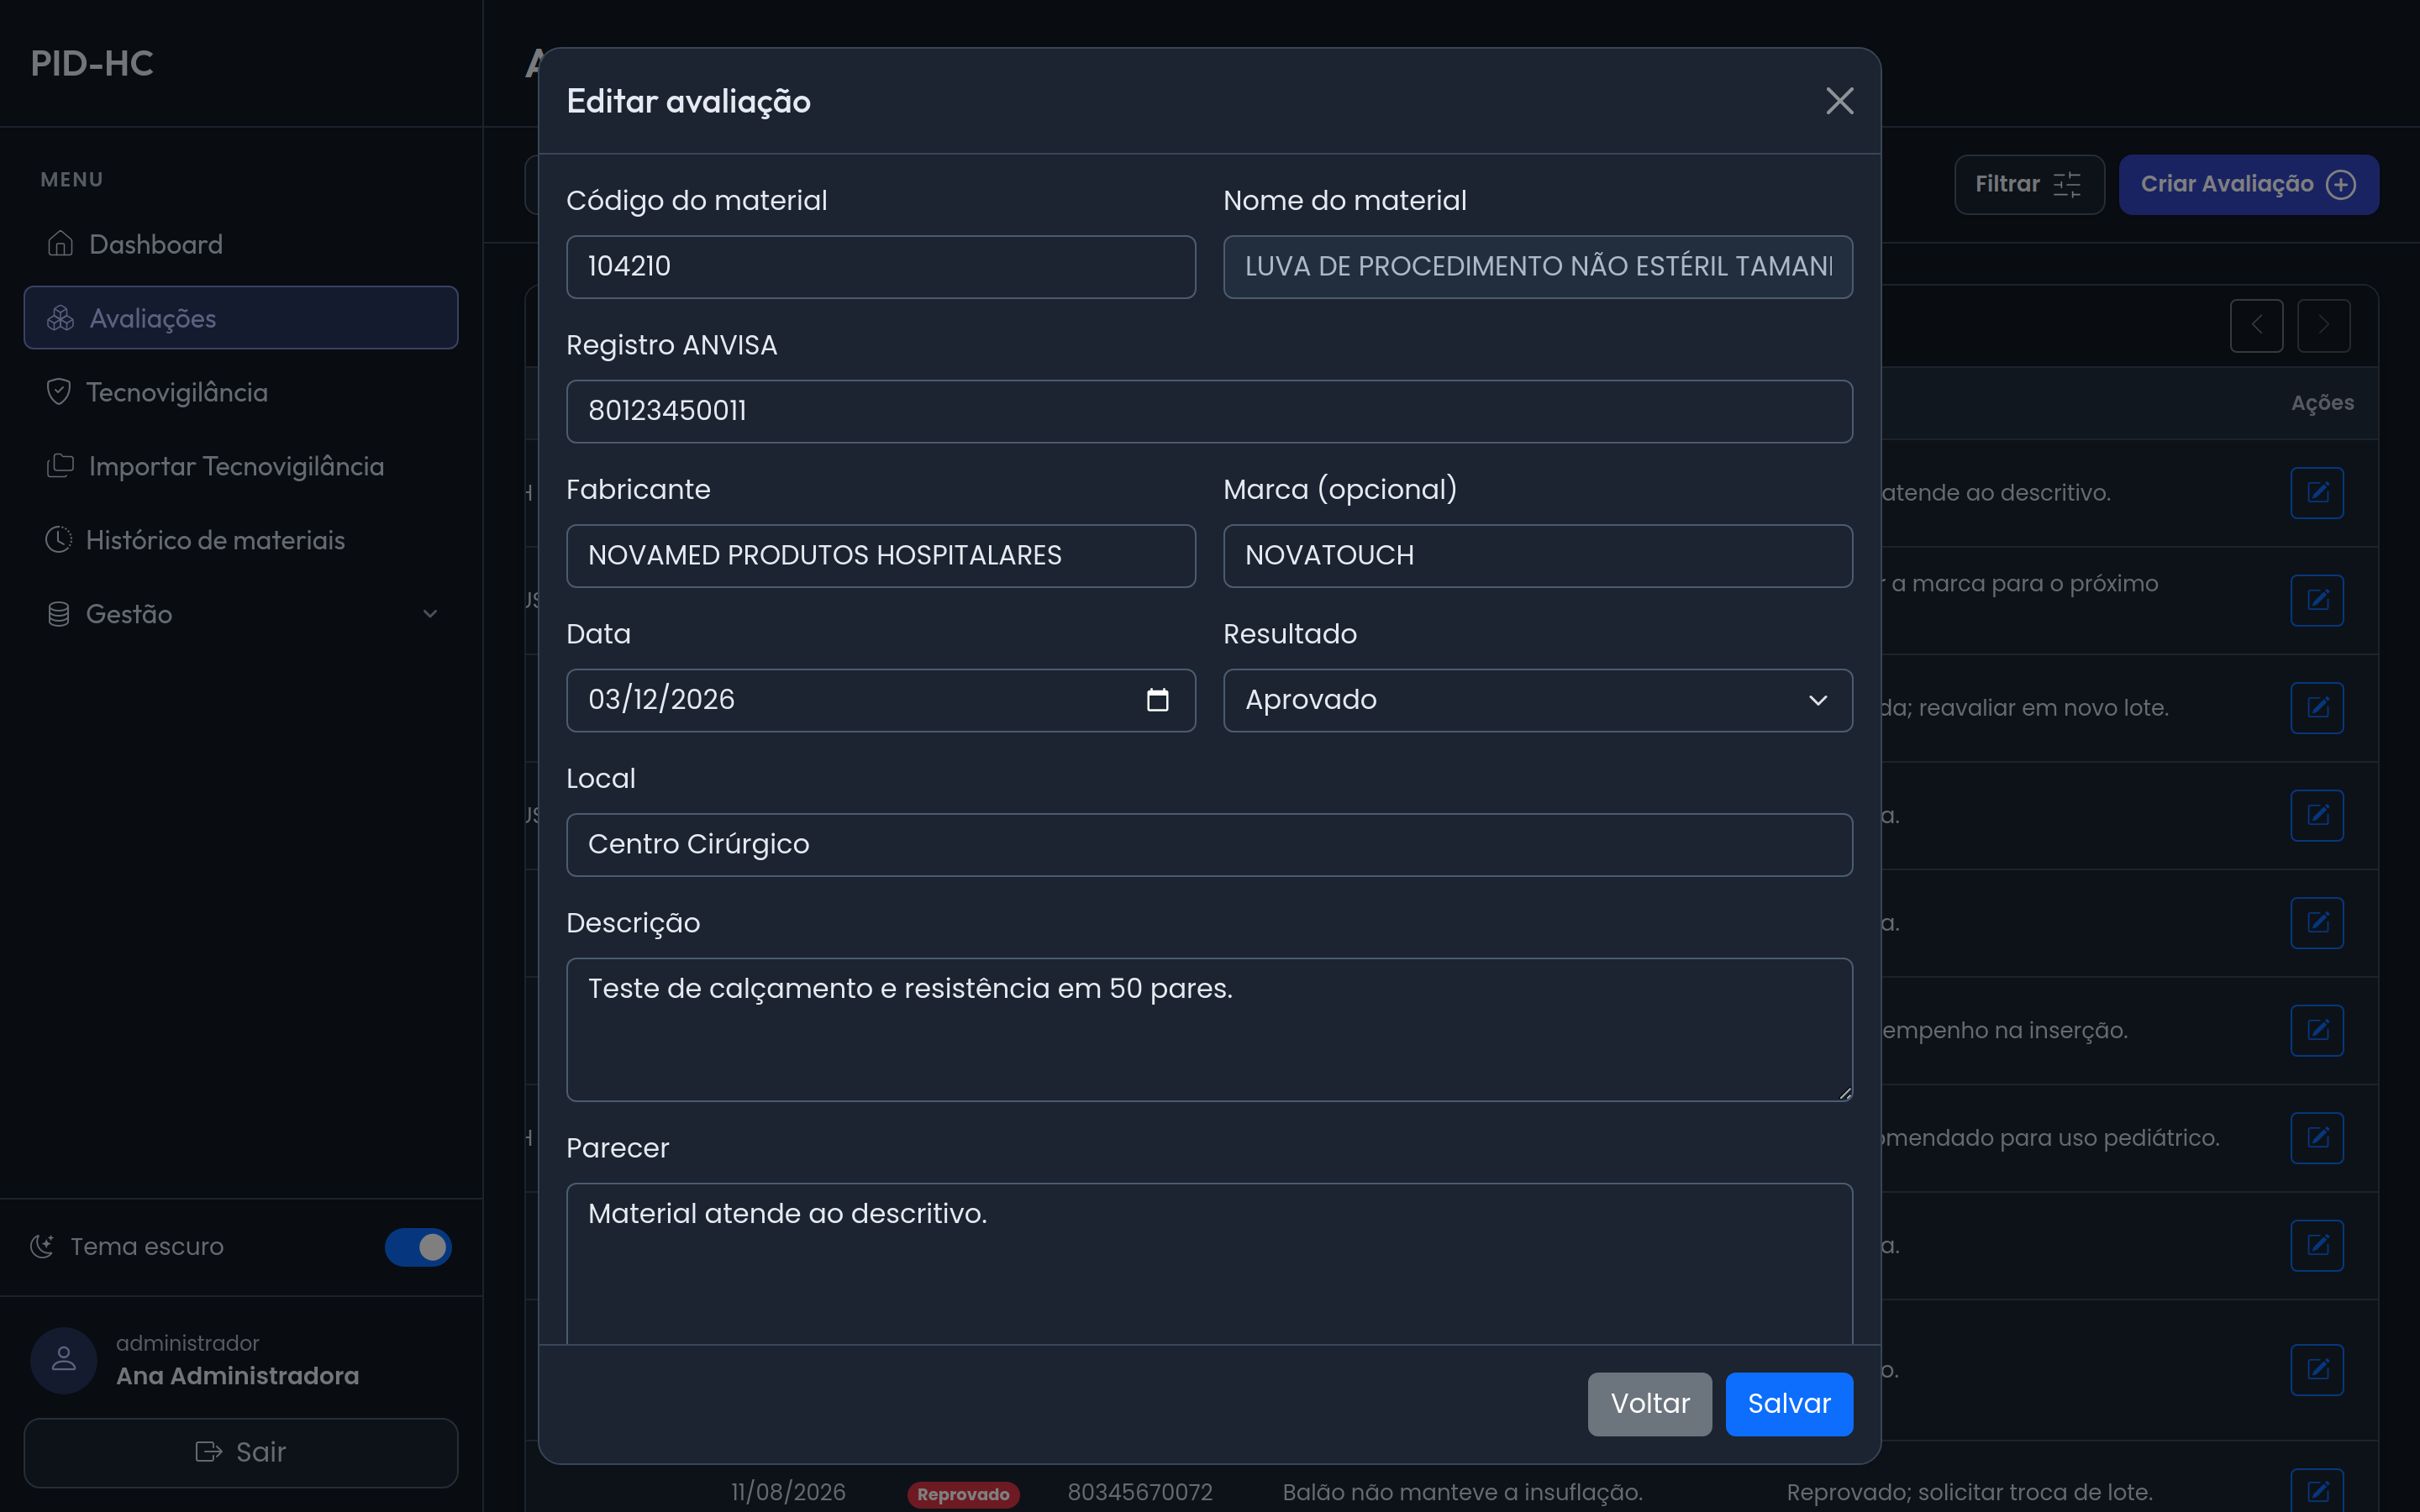 PID-HC
MENU
Dashboard
Avaliações
Tecnovigilância
Importar Tecnovigilância
Histórico de materiais
Gestão
Tema escuro
administrador
Ana Administradora
Sair
Filtrar
Criar Avaliação
Ações
Editar avaliação
Código do material
Nome do material
104210
LUVA DE PROCEDIMENTO NÃO ESTÉRIL
Registro ANVISA
80123450011
Fabricante
Marca (opcional)
NOVAMED PRODUTOS HOSPITALARES
NOVATOUCH
Data
Resultado
03/12/2026
Aprovado
Local
Centro Cirúrgico
Descrição
Teste de calçamento e resistência em 50 pares.
Parecer
Material atende ao descritivo.
Voltar
Salvar
atende ao descritivo.
a marca para o próximo
reavaliar em novo lote.
na inserção.
para uso pediátrico.
11/08/2026
Reprovado
80345670072
Balão não manteve a insuflação.
Reprovado; solicitar troca de lote.